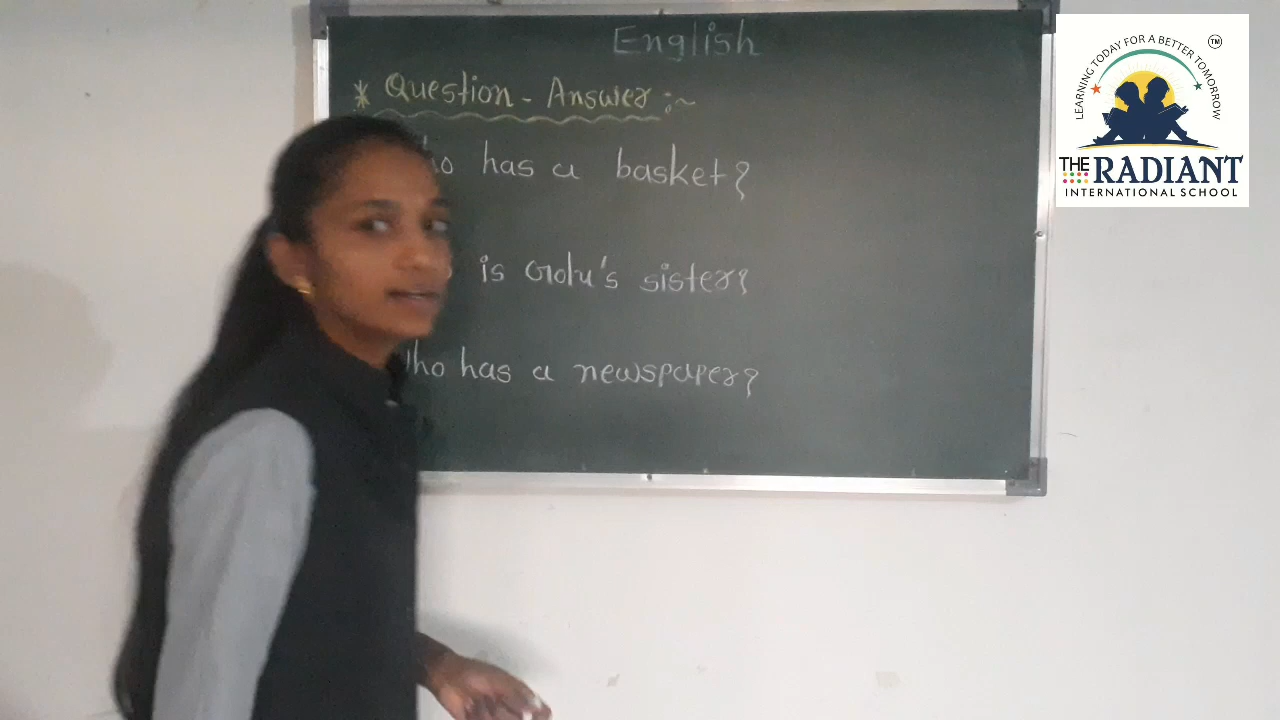 English
* Question - Answer :~
has a basket?
is Golu's sister?
has a newspaper?
LEARNING TODAY FOR A BETTER TOMORROW
TM
THE RADIANT
INTERNATIONAL SCHOOL